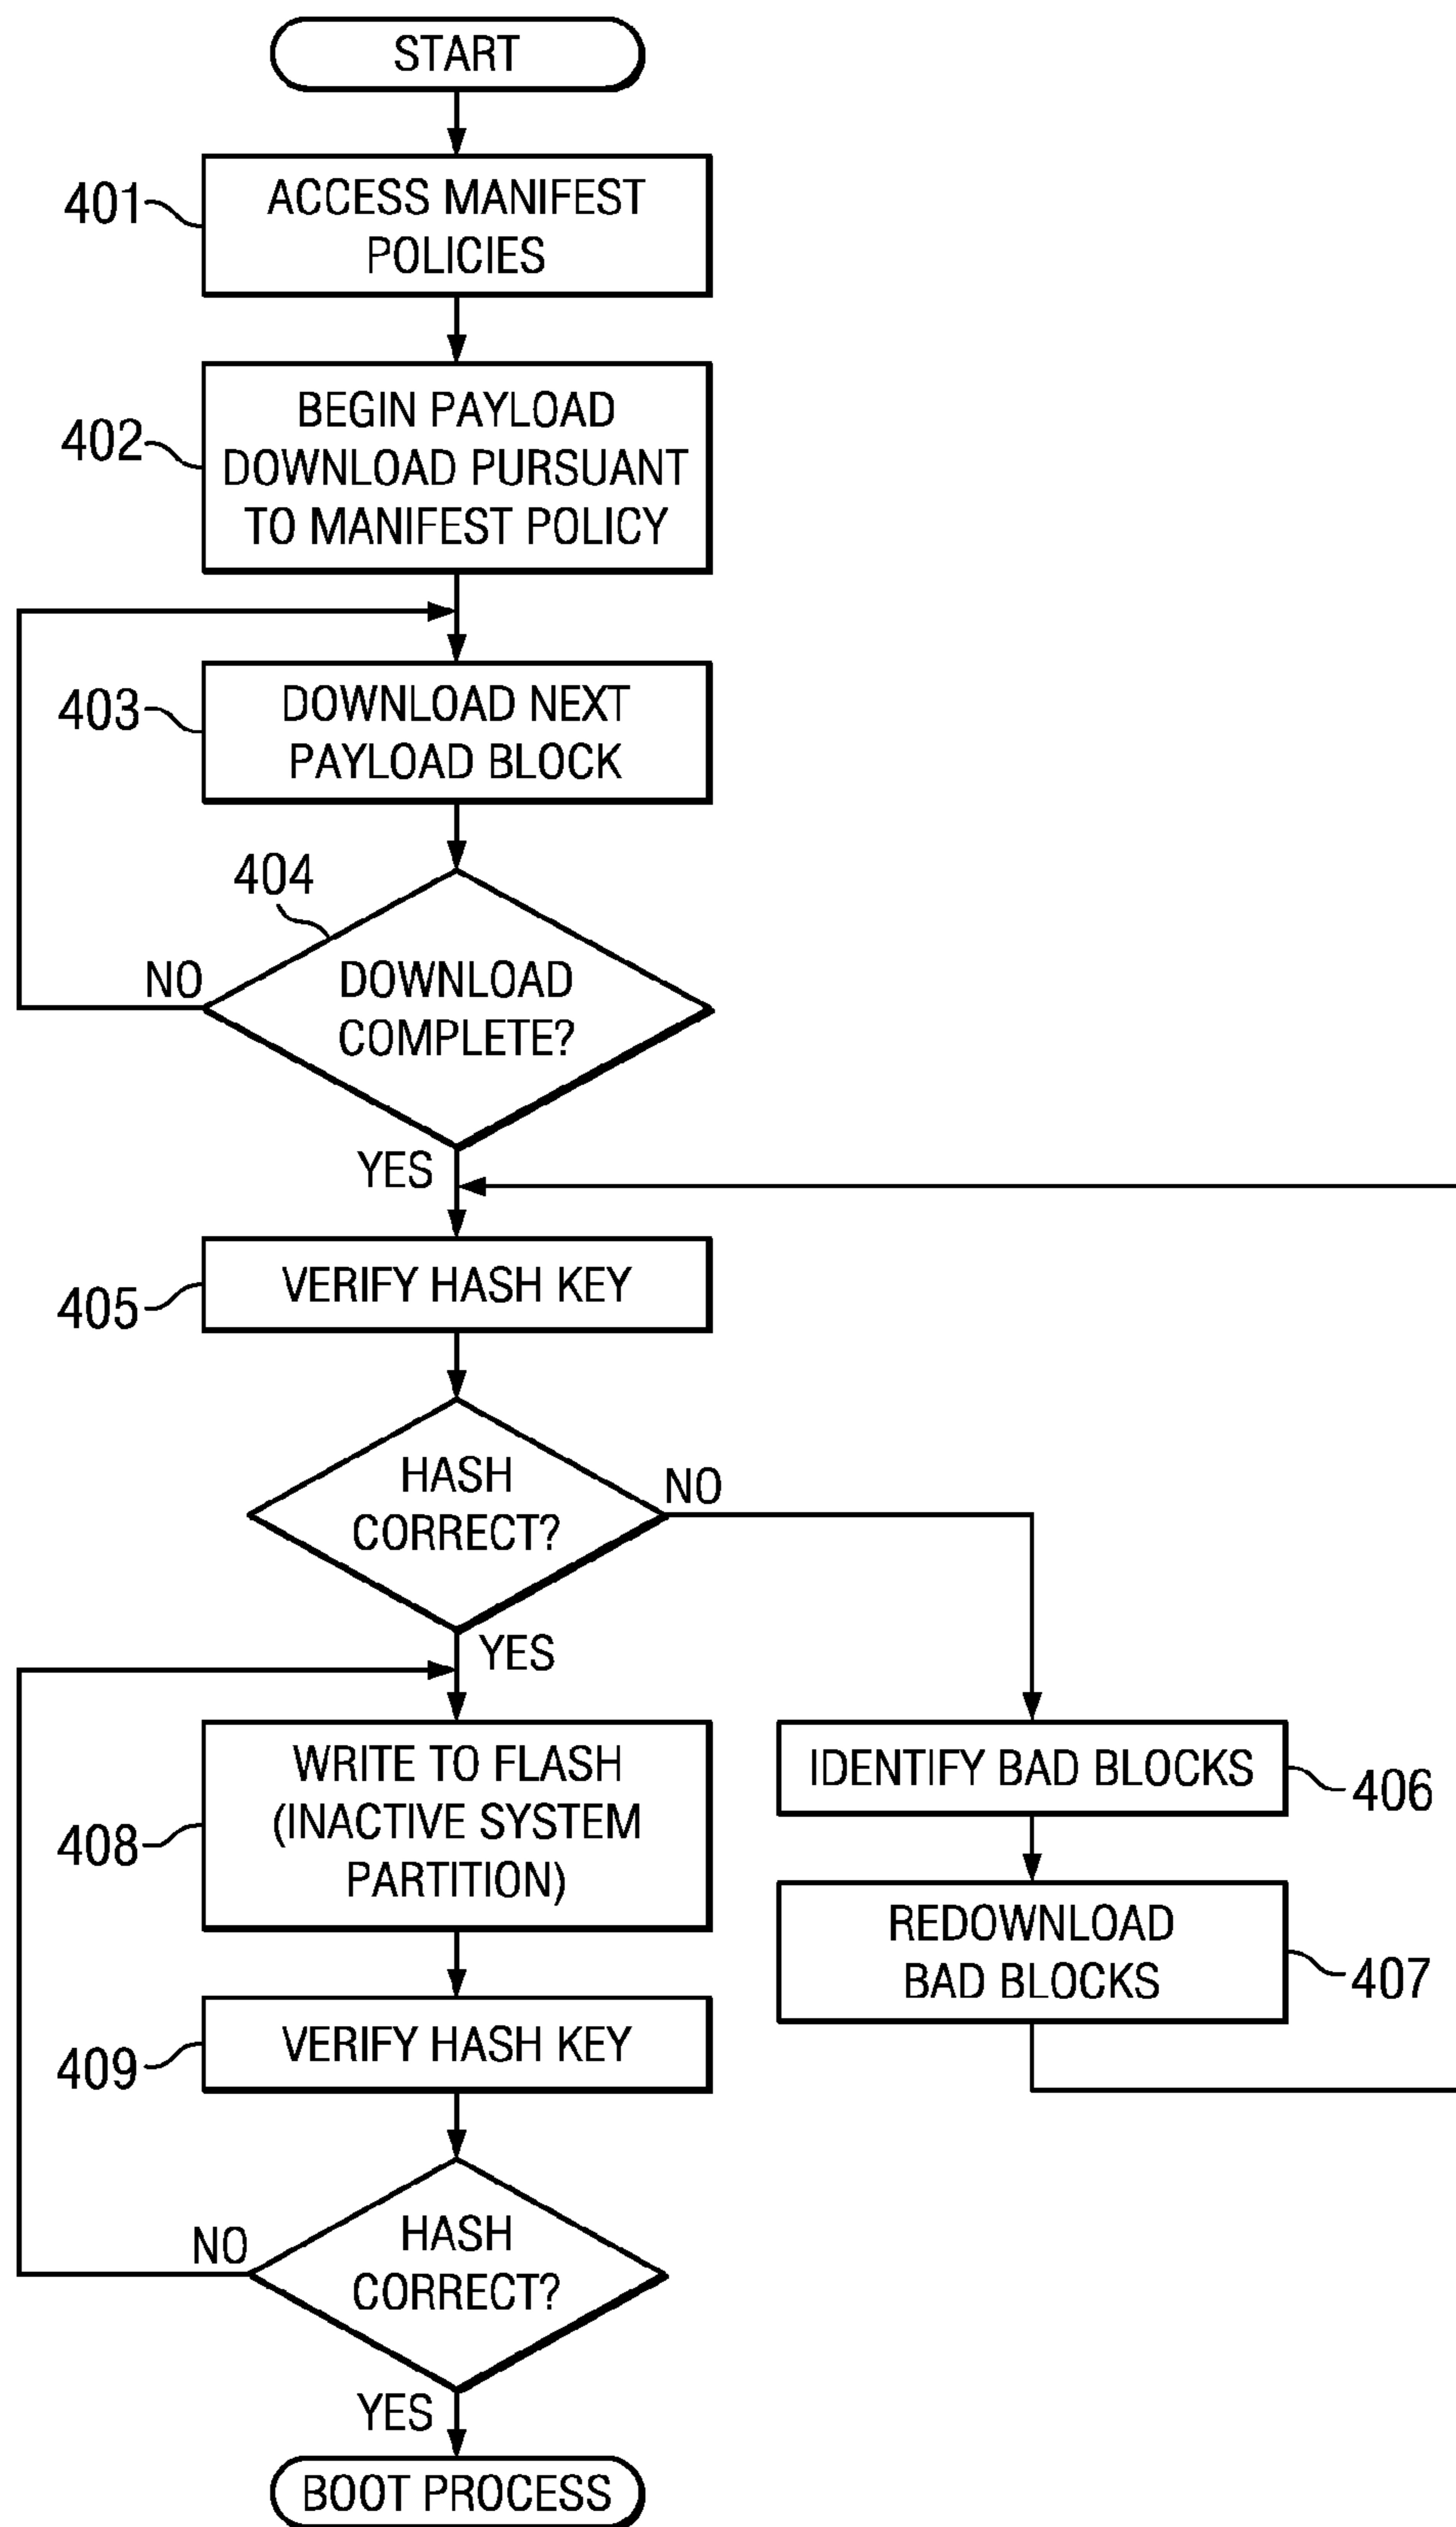 START
401
ACCESS MANIFEST
POLICIES
402
BEGIN PAYLOAD
DOWNLOAD PURSUANT
TO MANIFEST POLICY
403
DOWNLOAD NEXT
PAYLOAD BLOCK
404
NO
DOWNLOAD
COMPLETE?
YES
405
VERIFY HASH KEY
HASH
CORRECT?
NO
YES
408
WRITE TO FLASH
(INACTIVE SYSTEM
PARTITION)
IDENTIFY BAD BLOCKS
406
REDOWNLOAD
BAD BLOCKS
407
409
VERIFY HASH KEY
NO
HASH
CORRECT?
YES
BOOT PROCESS